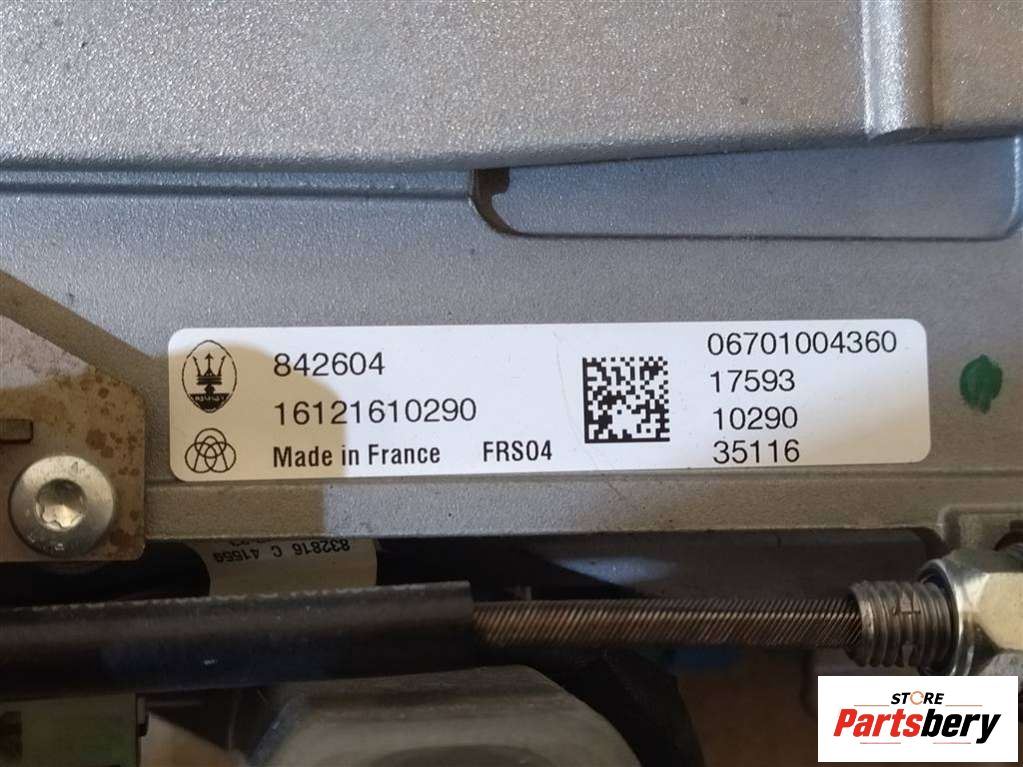 842604
16121610290
Made in France FRS04
06701004360
17593
10290
35116
832816 C 41559
STORE
Partsbery